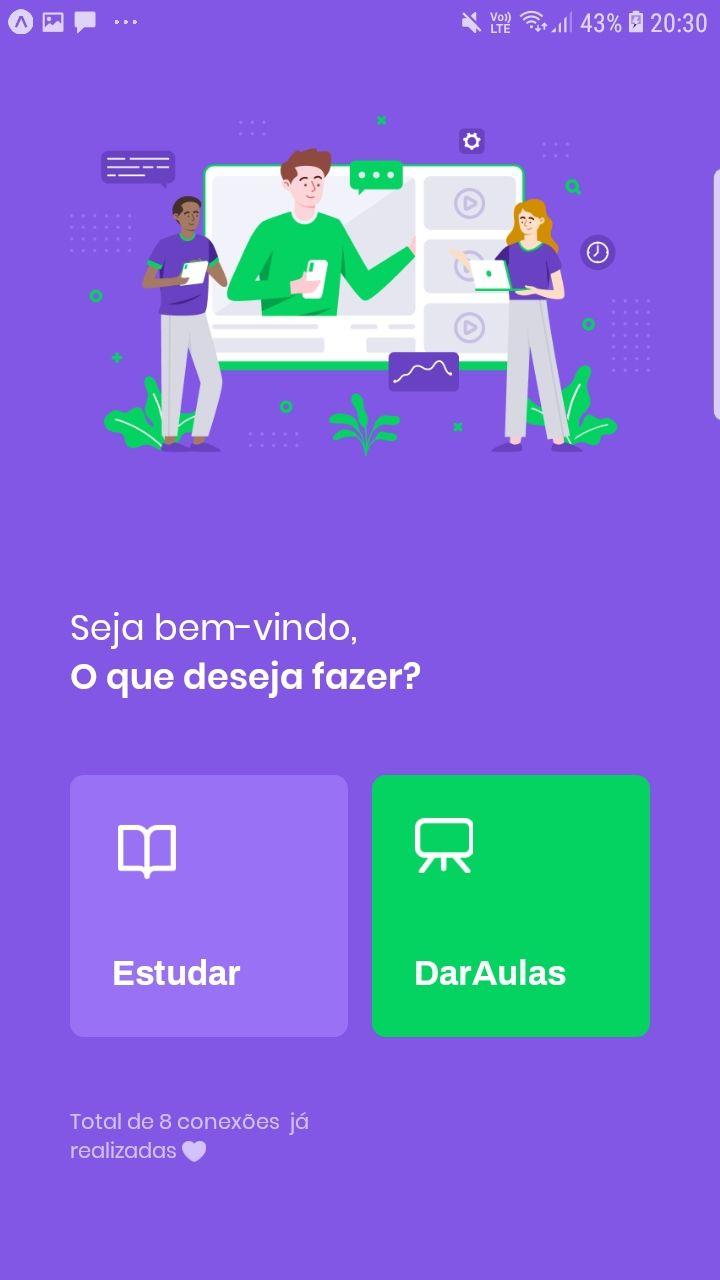 Vo)) LTE 43% 20:30
Seja bem-vindo,
O que deseja fazer?
Estudar
DarAulas
Total de 8 conexões já
realizadas